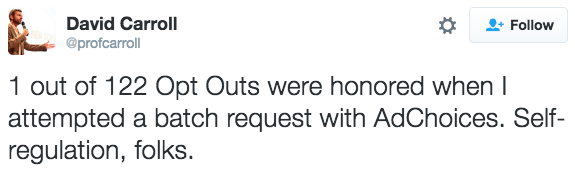 David Carroll
@profcarroll
Follow
1 out of 122 Opt Outs were honored when I
attempted a batch request with AdChoices. Self-
regulation, folks.